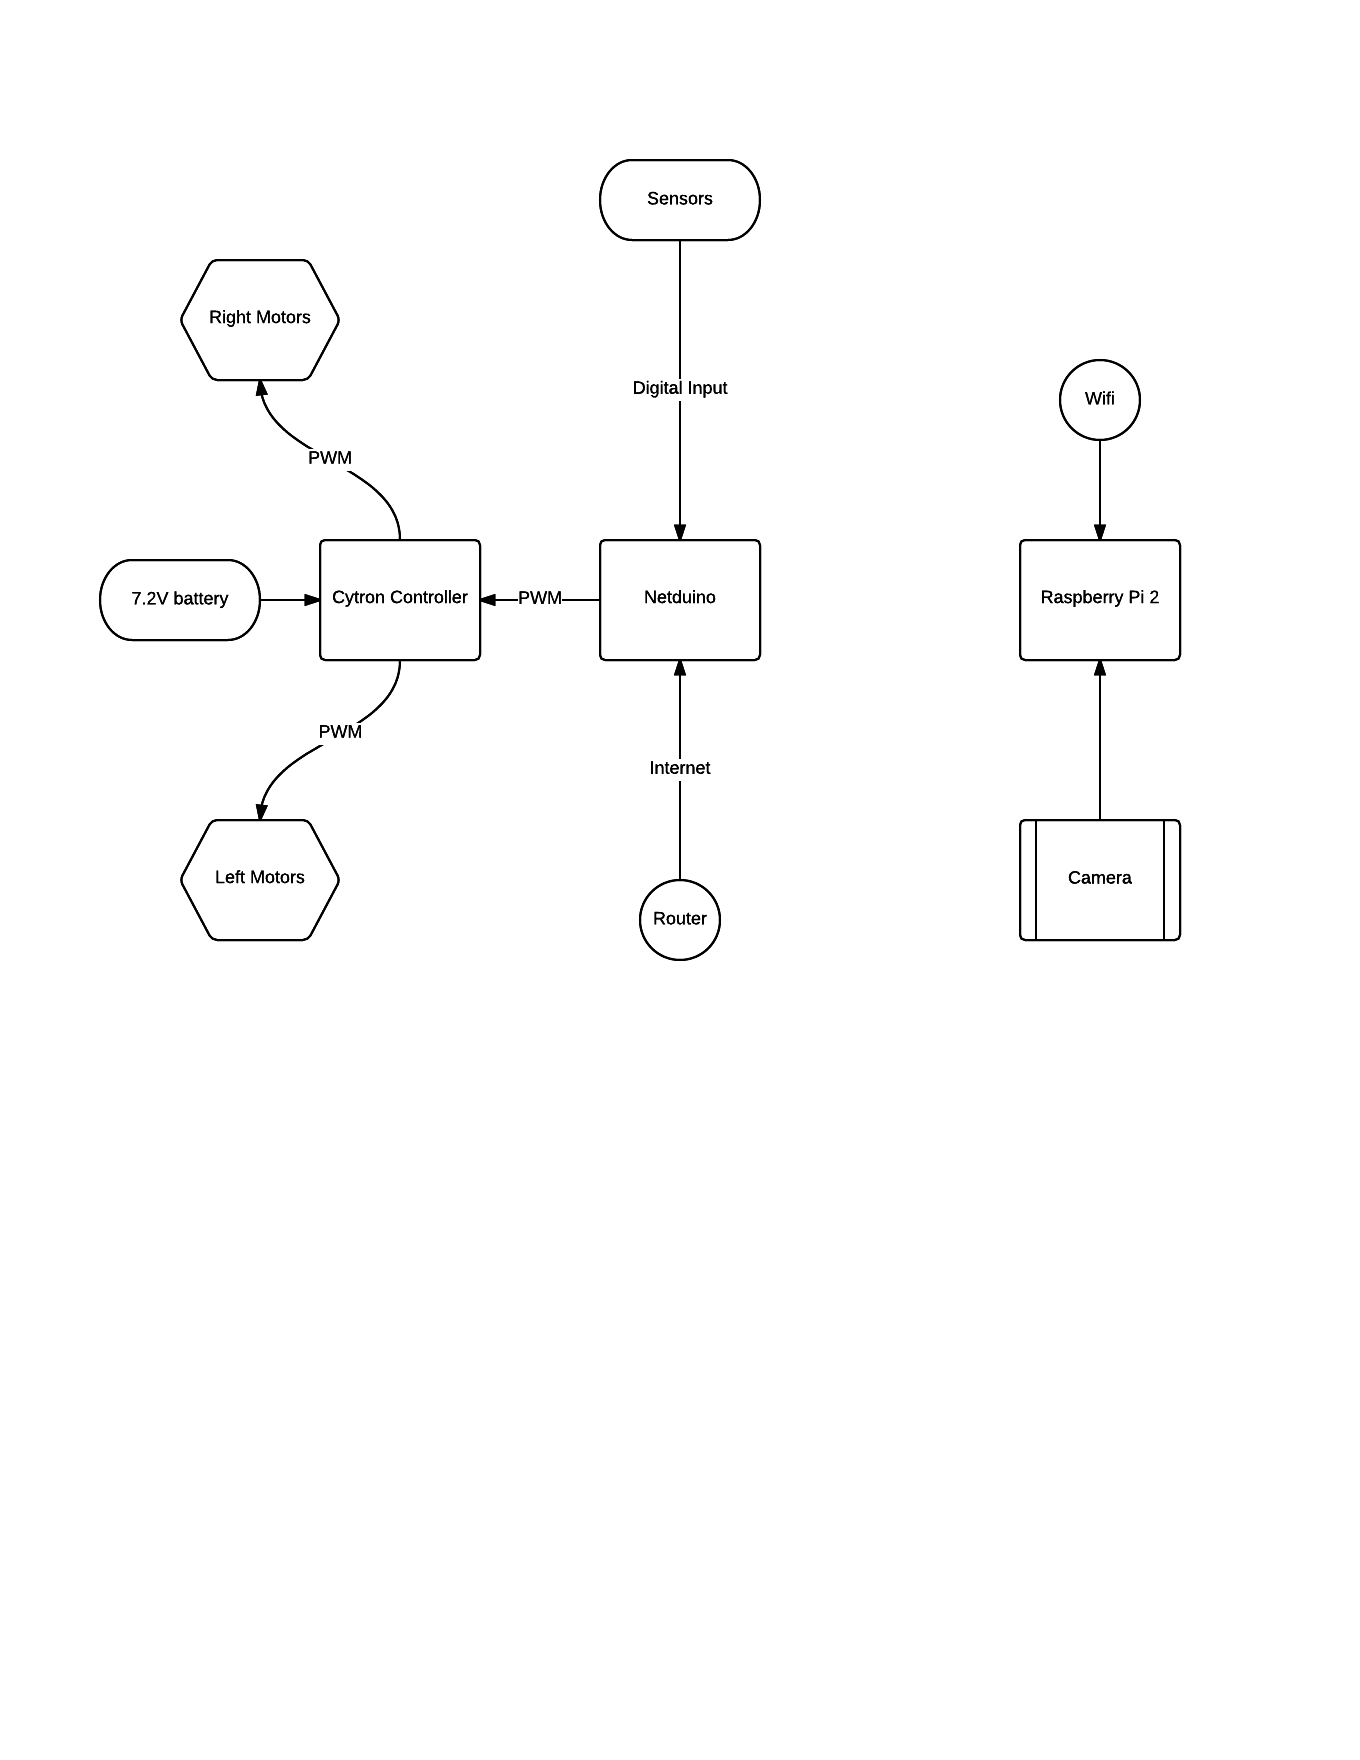 Sensors
Right Motors
Digital Input
Wifi
PWM
7.2V battery
Cytron Controller
PWM
Netduino
Raspberry Pi 2
PWM
Internet
Left Motors
Camera
Router